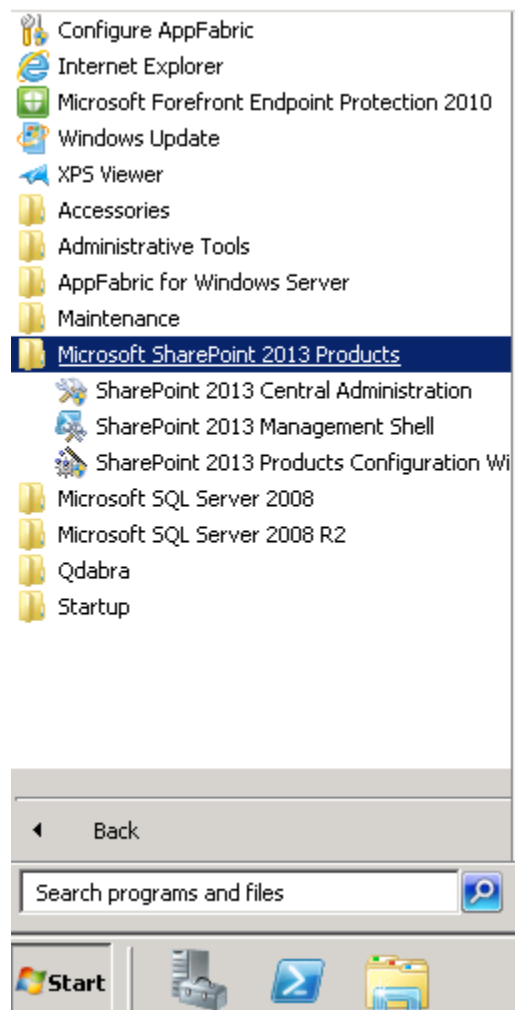 Configure AppFabric
Internet Explorer
Microsoft Forefront Endpoint Protection 2010
Windows Update
XPS Viewer
Accessories
Administrative Tools
AppFabric for Windows Server
Maintenance
Microsoft SharePoint 2013 Products
SharePoint 2013 Central Administration
SharePoint 2013 Management Shell
SharePoint 2013 Products Configuration Wi
Microsoft SQL Server 2008
Microsoft SQL Server 2008 R2
Qdabra
Startup
Back
Search programs and files
Start